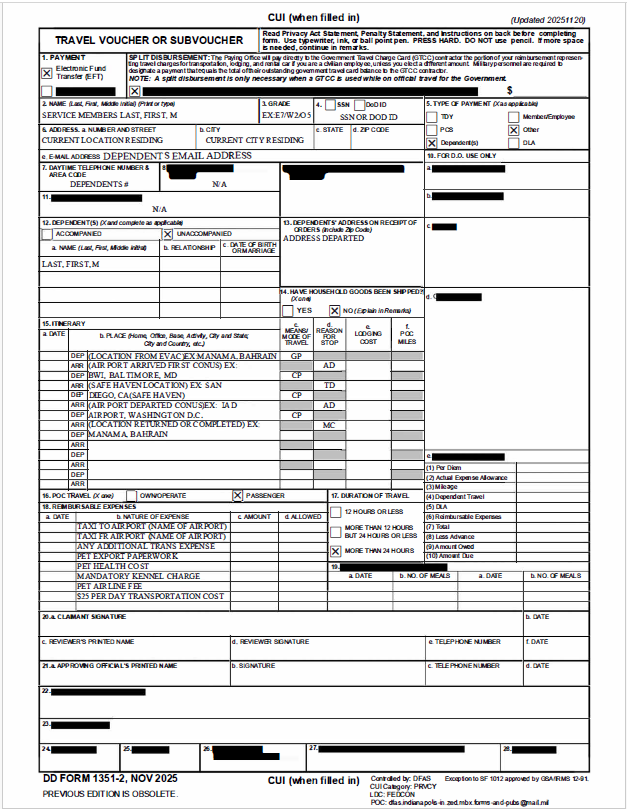 CUI (when filled in)
(Updated 20251120)
TRAVEL VOUCHER OR SUBVOUCHER
Read Privacy Act Statement, Penalty Statement, and Instructions on back before completing form. Use typewriter, ink, or ball point pen. PRESS HARD. DO NOT use pencil. If more space is needed, continue in remarks.
1. PAYMENT
Electronic Fund
Transfer (EFT)
SPLIT DISBURSEMENT: The Paying Office will pay directly to the Government Travel Charge Card (GTCC) contractor the portion of your reimbursement representing travel charges for transportation, lodging, and rental car if you are a civilian employee, unless you elect a different amount. Military personnel are required to designate a payment that equals the total of their outstanding government travel card balance to the GTCC contractor.
NOTE: A split disbursement is only necessary when a GTCC is used while on official travel for the Government.
$
2. NAME (Last, First, Middle initial) (Print or type)
SERVICE MEMBERS LAST, FIRST, M
3. GRADE
EX:E7/W2/O5
4. SSN DoD ID
SSN OR DOD ID
5. TYPE OF PAYMENT (X as applicable)
TDY
Member/Employee
PCS
Other
Dependent(s)
DLA
6. ADDRESS. a. NUMBER AND STREET
CURRENT LOCATION RESIDING
b. CITY
CURRENT CITY RESIDING
c. STATE
d. ZIP CODE
e. E-MAIL ADDRESS DEPENDENTS EMAIL ADDRESS
7. DAYTIME TELEPHONE NUMBER &
AREA CODE
DEPENDENTS #
8
N/A
10. FOR D.O. USE ONLY
a.
b.
c.
d.
e.
11.
N/A
12. DEPENDENT(S) (X and complete as applicable)
ACCOMPANIED
UNACCOMPANIED
a. NAME (Last, First, Middle initial)
b. RELATIONSHIP
c. DATE OF BIRTH
OR MARRIAGE
LAST, FIRST, M
13. DEPENDENTS' ADDRESS ON RECEIPT OF
ORDERS (Include Zip Code)
ADDRESS DEPARTED
14. HAVE HOUSEHOLD GOODS BEEN SHIPPED?
(X one)
YES
NO (Explain in Remarks)
15. ITINERARY
a. DATE
b. PLACE (Home, Office, Base, Activity, City and State;
City and Country, etc.)
c.
MEANS/
MODE OF
TRAVEL
d.
REASON
FOR
STOP
e.
LODGING
COST
f.
POC
MILES
DEP (LOCATION FROM EVAC)EX:MANAMA, BAHRAIN GP
ARR (AIRPORT ARRIVED FIRST CONUS) EX: AD
DEP BWI, BALTIMORE, MD CP
ARR (SAFE HAVEN LOCATION) EX: SAN TD
DEP DIEGO, CA(SAFE HAVEN) CP
ARR (AIRPORT DEPARTED CONUS)EX: IAD AD
DEP AIRPORT, WASHINGTON D.C. CP
ARR (LOCATION RETURNED OR COMPLETED) EX: MC
DEP MANAMA, BAHRAIN
ARR
DEP
ARR
DEP
ARR
DEP
(1) Per Diem
(2) Actual Expense Allowance
(3) Mileage
(4) Dependent Travel
(5) DLA
(6) Reimbursable Expenses
(7) Total
(8) Less Advance
(9) Amount Owed
(10) Amount Due
16. POC TRAVEL (X one)
OWN/OPERATE
PASSENGER
17. DURATION OF TRAVEL
12 HOURS OR LESS
MORE THAN 12 HOURS
BUT 24 HOURS OR LESS
MORE THAN 24 HOURS
18. REIMBURSABLE EXPENSES
a. DATE
b. NATURE OF EXPENSE
c. AMOUNT
d. ALLOWED
TAXI TO AIRPORT (NAME OF AIRPORT)
TAXI FR AIRPORT (NAME OF AIRPORT)
ANY ADDITIONAL TRANS EXPENSE
PET EXPORT PAPERWORK
PET HEALTH COST
MANDATORY KENNEL CHARGE
PET AIRLINE FEE
$25 PER DAY TRANSPORTATION COST
19.
a. DATE
b. NO. OF MEALS
a. DATE
b. NO. OF MEALS
20.a. CLAIMANT SIGNATURE
b. DATE
c. REVIEWER'S PRINTED NAME
d. REVIEWER SIGNATURE
e. TELEPHONE NUMBER
f. DATE
21.a. APPROVING OFFICIAL'S PRINTED NAME
b. SIGNATURE
c. TELEPHONE NUMBER
d. DATE
22.
23.
24.
25.
26.
27.
28.
DD FORM 1351-2, NOV 2025
PREVIOUS EDITION IS OBSOLETE.
CUI (when filled in)
Controlled by: DFAS
CUI Category: PRVCY
LDC: FEDCON
POC: dfas.indianapolis-in.zed.mbx.forms-and-pubs@mail.mil
Exception to SF 1012 approved by GSA/IRMS 12-91.